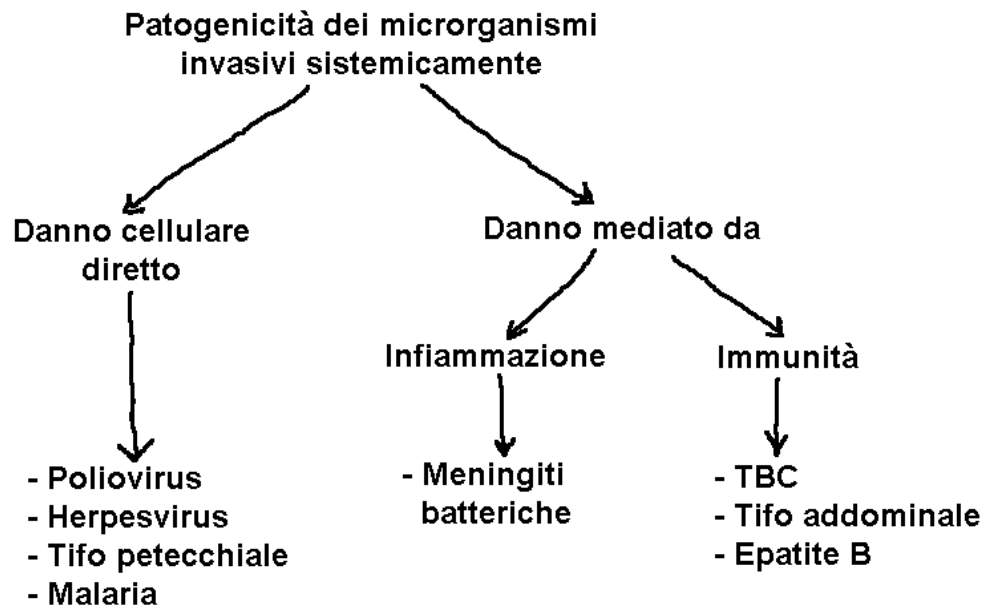 Patogenicità dei microrganismi
invasivi sistemicamente
Danno cellulare
diretto
Danno mediato da
Infiammazione
Immunità
- Poliovirus
- Herpesvirus
- Tifo petecchiale
- Malaria
- Meningiti
batteriche
- TBC
- Tifo addominale
- Epatite B